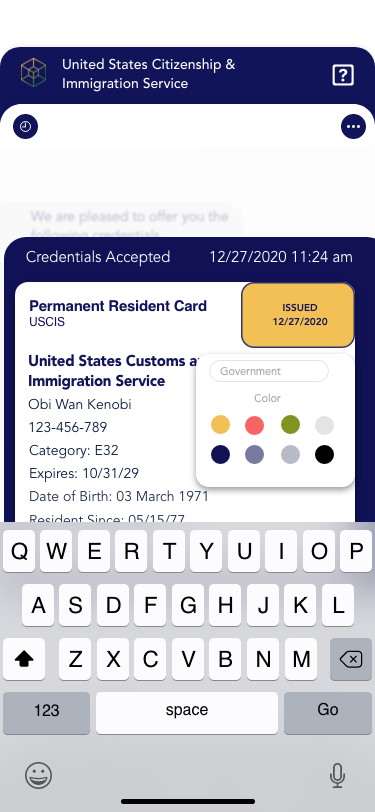 United States Citizenship &
Immigration Service
?
We are pleased to offer you the
following credentials
Credentials Accepted 12/27/2020 11:24 am
Permanent Resident Card
USCIS
ISSUED
12/27/2020
United States Customs a
Immigration Service
Government
Color
Obi Wan Kenobi
123-456-789
Category: E32
Expires: 10/31/29
Date of Birth: 03 March 1971
Resident Since: 05/15/77
Q W E R T Y U I O P
A S D F G H J K L
Z X C V B N M
123 space Go